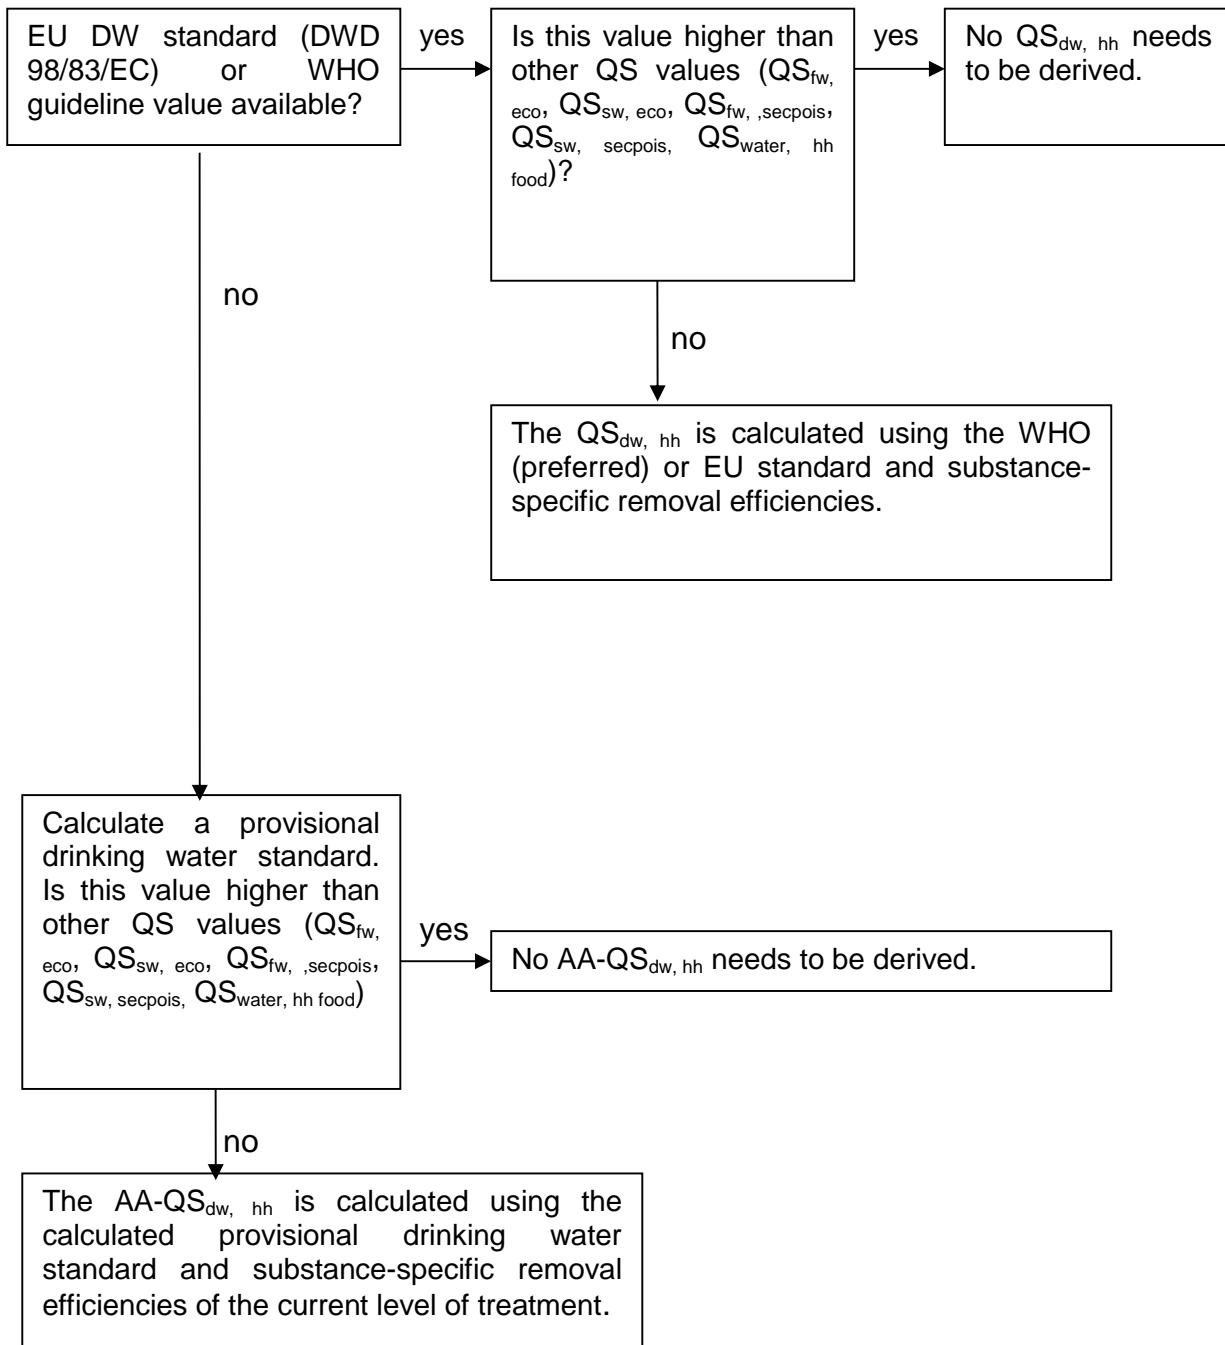 EU DW standard (DWD
98/83/EC) or WHO
guideline value available?
yes
Is this value higher than
other QS values (QSfw,
eco, QSsw, eco, QSfw, ,secpois,
QSsw, secpois, QSwater, hh
food)?
yes
No QSdw, hh needs
to be derived.
no
no
The QSdw, hh is calculated using the WHO
(preferred) or EU standard and substance-
specific removal efficiencies.
Calculate a provisional
drinking water standard.
Is this value higher than
other QS values (QSfw,
eco, QSsw, eco, QSfw, ,secpois,
QSsw, secpois, QSwater, hh food)
yes
No AA-QSdw, hh needs to be derived.
no
The AA-QSdw, hh is calculated using the
calculated provisional drinking water
standard and substance-specific removal
efficiencies of the current level of treatment.